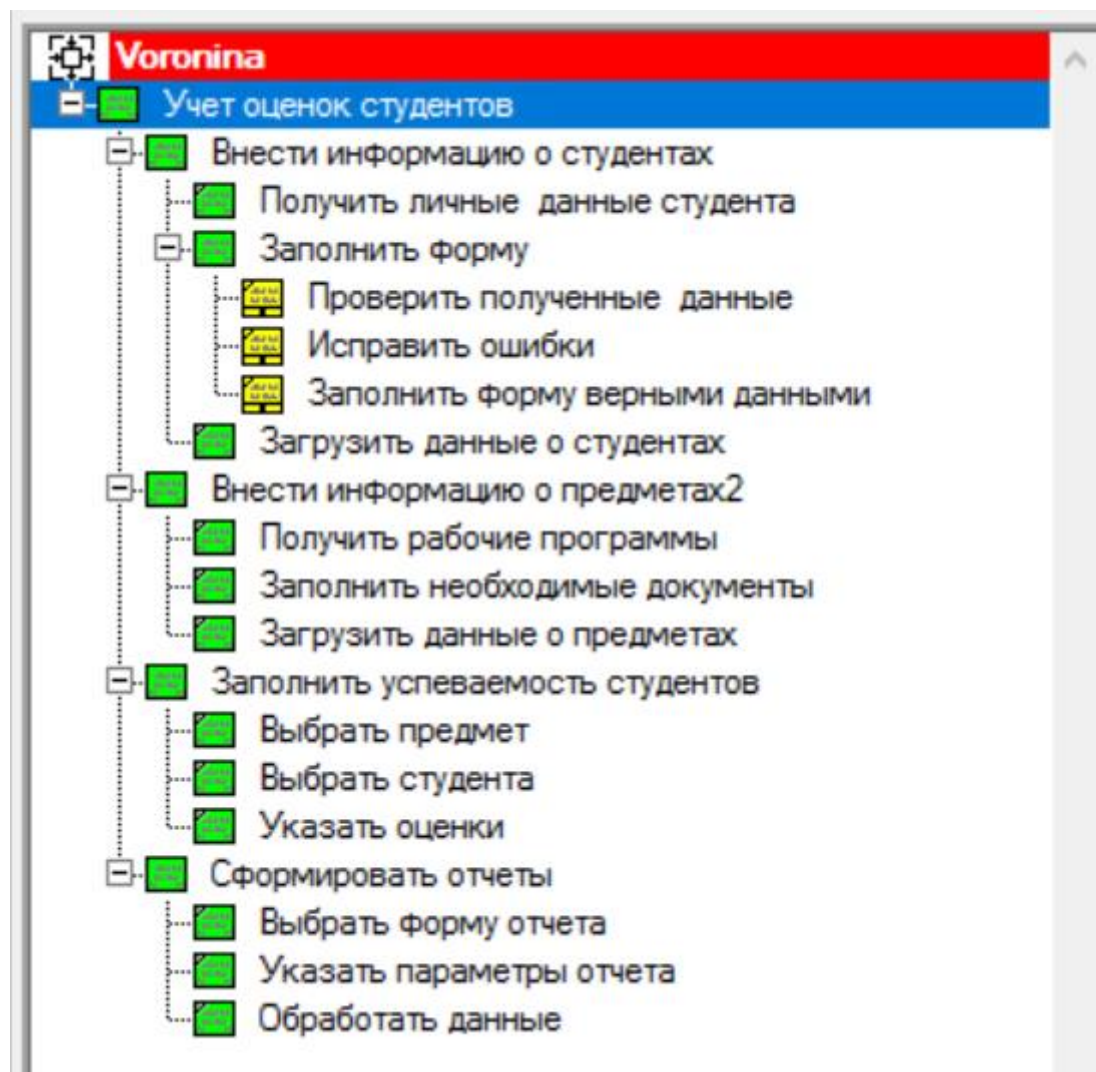 Voronina
Учет оценок студентов
Внести информацию о студентах
Получить личные  данные студента
Заполнить форму
Проверить полученные  данные
Исправить ошибки
Заполнить форму верными данными
Загрузить данные о студентах
Внести информацию о предметах2
Получить рабочие программы
Заполнить необходимые документы
Загрузить данные о предметах
Заполнить успеваемость студентов
Выбрать предмет
Выбрать студента
Указать оценки
Сформировать отчеты
Выбрать форму отчета
Указать параметры отчета
Обработать данные